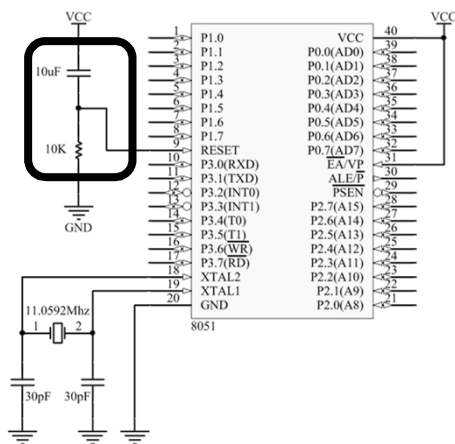 VCC
10uF
10K
GND
1 P1.0
2 P1.1
3 P1.2
4 P1.3
5 P1.4
6 P1.5
7 P1.6
8 P1.7
9 RESET
10 P3.0(RXD)
11 P3.1(TXD)
12 P3.2(INT0)
13 P3.3(INT1)
14 P3.4(T0)
15 P3.5(T1)
16 P3.6(WR)
17 P3.7(RD)
18 XTAL2
19 XTAL1
20 GND
VCC
VCC 40
P0.0(AD0) 39
P0.1(AD1) 38
P0.2(AD2) 37
P0.3(AD3) 36
P0.4(AD4) 35
P0.5(AD5) 34
P0.6(AD6) 33
P0.7(AD7) 32
EA/VP 31
ALE/P 30
PSEN 29
P2.7(A15) 28
P2.6(A14) 27
P2.5(A13) 26
P2.4(A12) 25
P2.3(A11) 24
P2.2(A10) 23
P2.1(A9) 22
P2.0(A8) 21
8051
11.0592Mhz
1 2
30pF 30pF